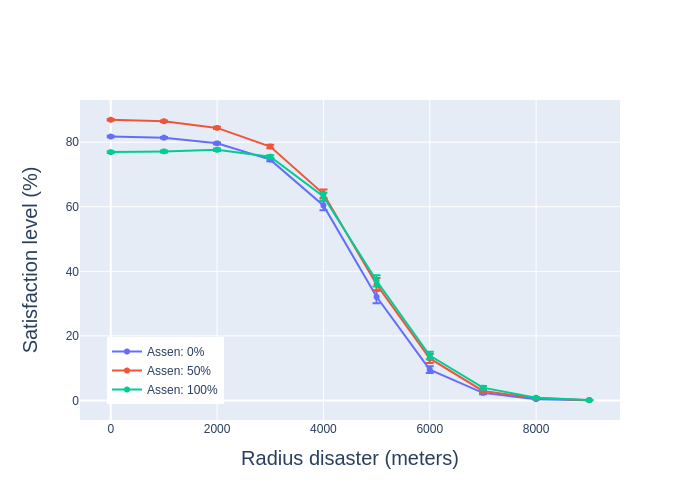 80
60
40
20
0
Satisfaction level (%)
Assen: 0%
Assen: 50%
Assen: 100%
0 2000 4000 6000 8000
Radius disaster (meters)